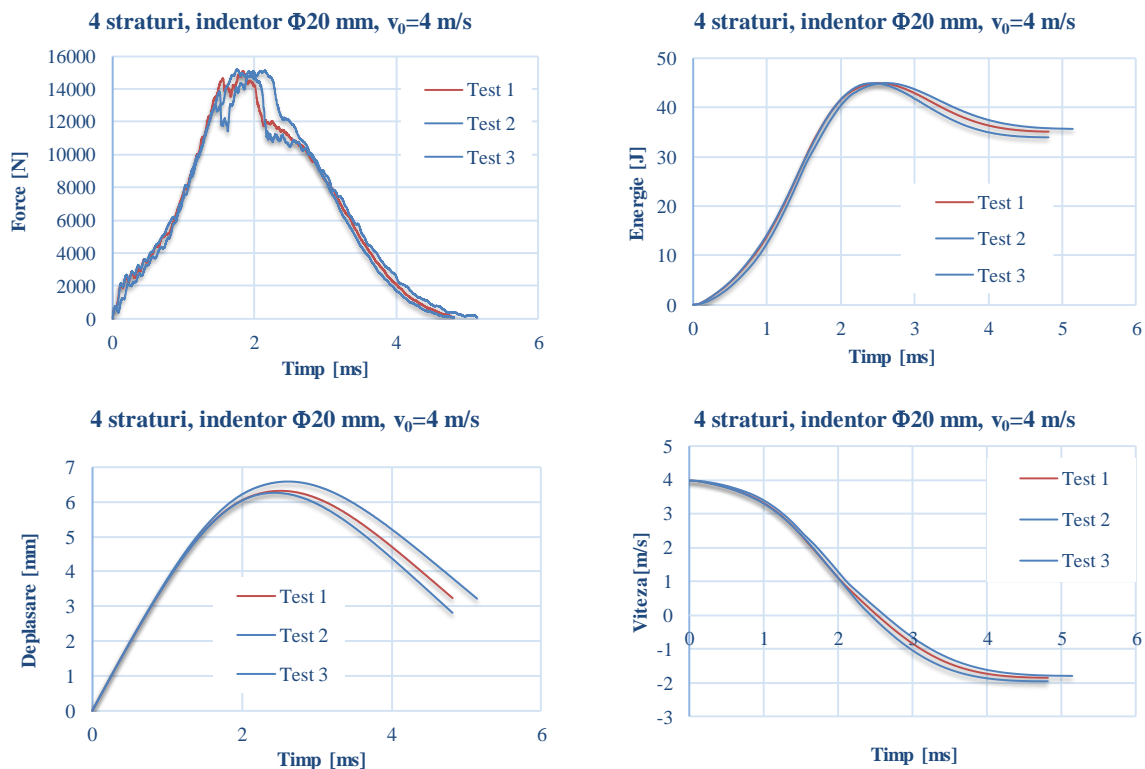 4 straturi, indentor Φ20 mm, v0=4 m/s
Force [N]
16000
14000
12000
10000
8000
6000
4000
2000
0
0 2 4 6
Timp [ms]
Test 1
Test 2
Test 3
4 straturi, indentor Φ20 mm, v0=4 m/s
Energie [J]
50
40
30
20
10
0
0 1 2 3 4 5 6
Timp [ms]
Test 1
Test 2
Test 3
4 straturi, indentor Φ20 mm, v0=4 m/s
Deplasare [mm]
7
6
5
4
3
2
1
0
0 2 4 6
Timp [ms]
Test 1
Test 2
Test 3
4 straturi, indentor Φ20 mm, v0=4 m/s
Viteza [m/s]
5
4
3
2
1
0
-1
-2
-3
0 1 2 3 4 5 6
Timp [ms]
Test 1
Test 2
Test 3